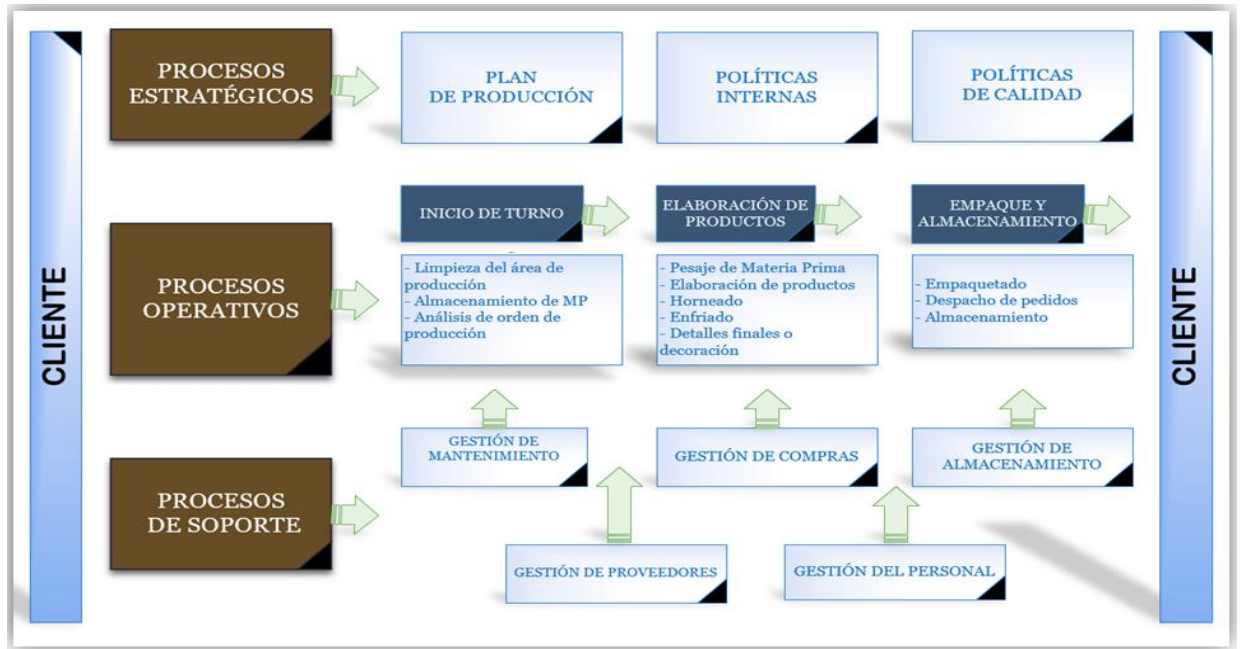 CLIENTE
PROCESOS
ESTRATÉGICOS
PLAN
DE PRODUCCIÓN
POLÍTICAS
INTERNAS
POLÍTICAS
DE CALIDAD
PROCESOS
OPERATIVOS
INICIO DE TURNO
ELABORACIÓN DE
PRODUCTOS
EMPAQUE Y
ALMACENAMIENTO
- Limpieza del área de
producción
- Almacenamiento de MP
- Análisis de orden de
producción
- Pesaje de Materia Prima
- Elaboración de productos
- Horneado
- Enfriado
- Detalles finales o
decoración
- Empaquetado
- Despacho de pedidos
- Almacenamiento
PROCESOS
DE SOPORTE
GESTIÓN DE
MANTENIMIENTO
GESTIÓN DE COMPRAS
GESTIÓN DE
ALMACENAMIENTO
GESTIÓN DE PROVEEDORES
GESTIÓN DEL PERSONAL
CLIENTE